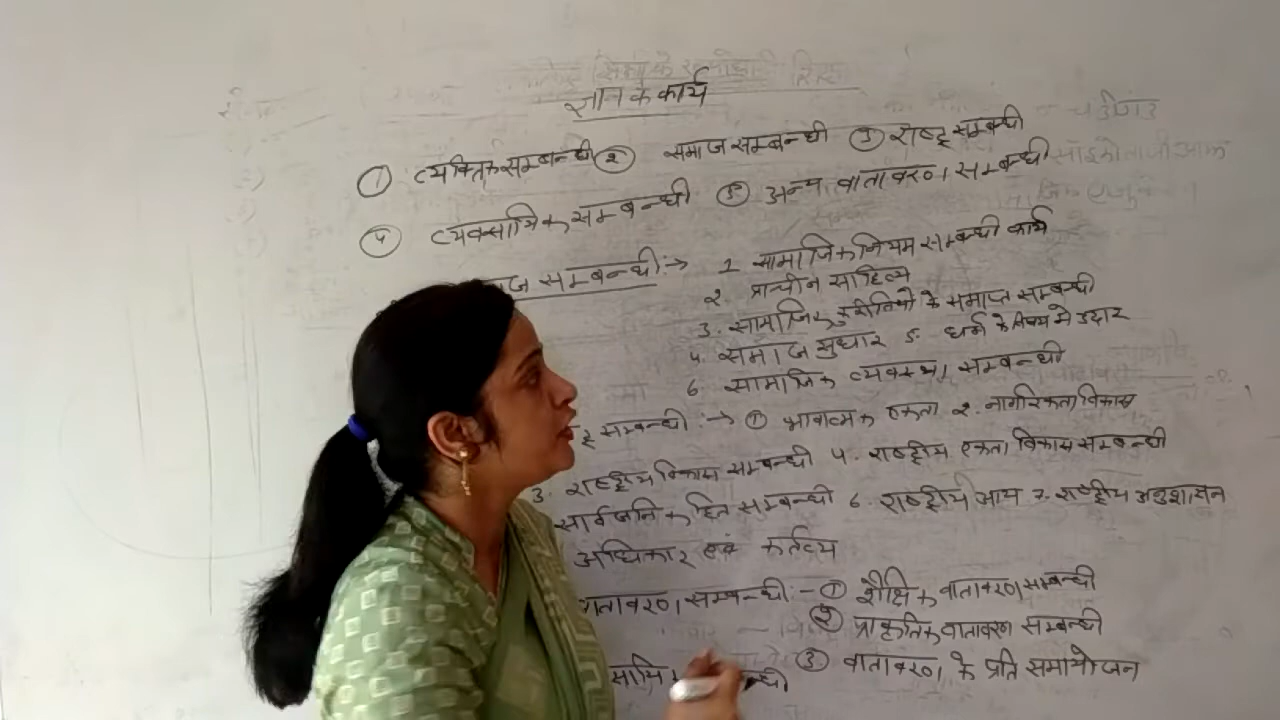 ज्ञान के कार्य
① व्यक्तिक सम्बन्धी ② समाज सम्बन्धी ③ राष्ट्र सम्बन्धी
④ व्यवसायिक सम्बन्धी ⑤ अन्य वातावरण सम्बन्धी
सम्बन्धी :→ 1 सामाजिक नियम सम्बन्धी कार्य
2. प्राचीन साहित्य
3. सामाजिक कुरीतियों के समाप्त सम्बन्धी
4. समाज सुधार 5. धर्म के विषय में उदार
6. सामाजिक व्यवस्था सम्बन्धी
सम्बन्धी :→ ① भावात्मक एकता 2. नागरिकता विकास
3. राष्ट्रीय विकास सम्बन्धी 4. राष्ट्रीय एकता विकास सम्बन्धी
सार्वजनिक हित सम्बन्धी 6. राष्ट्रीय आय 7. राष्ट्रीय अनुशासन
अधिकार एवं कर्तव्य
वातावरण सम्बन्धी :- ① शैक्षिक वातावरण सम्बन्धी
② प्राकृतिक वातावरण सम्बन्धी
③ वातावरण के प्रति समायोजन